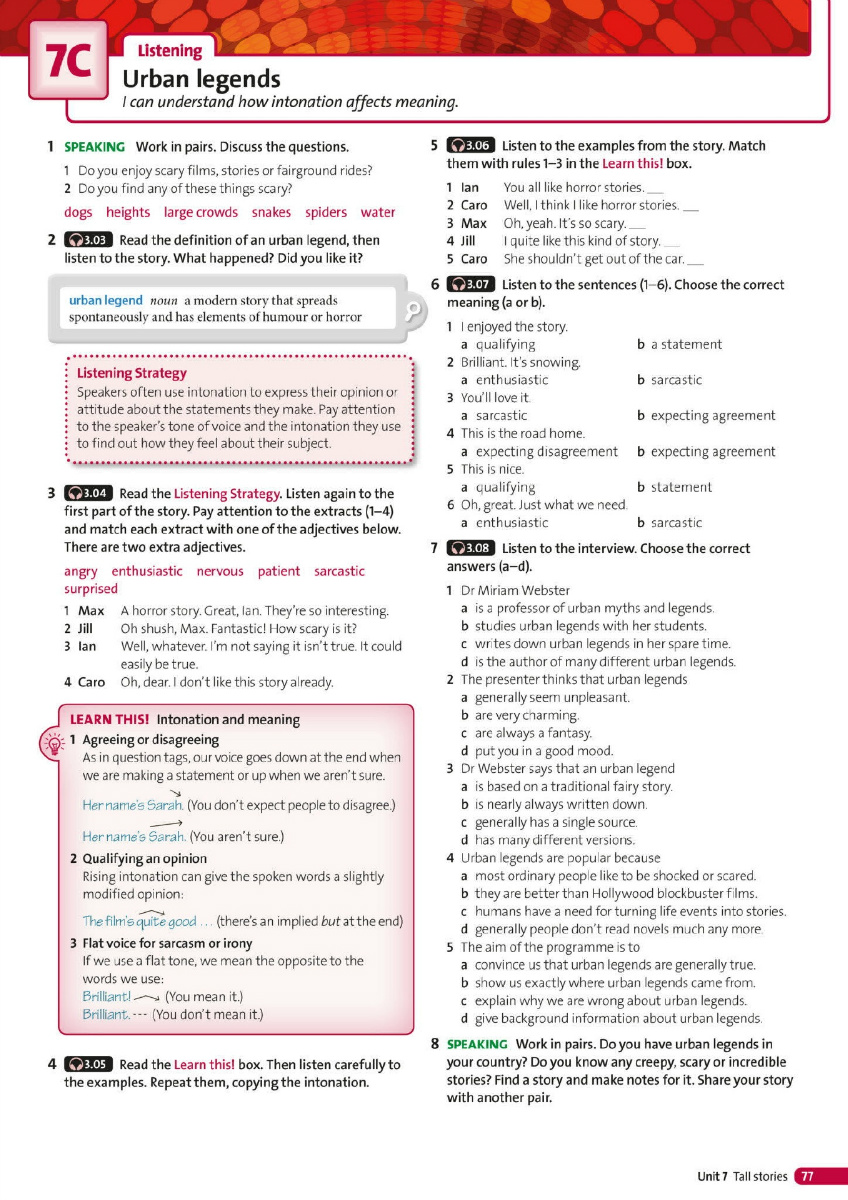 7C
Listening
Urban legends
I can understand how intonation affects meaning.
1 SPEAKING Work in pairs. Discuss the questions.
1 Do you enjoy scary films, stories or fairground rides?
2 Do you find any of these things scary?
dogs heights large crowds snakes spiders water
2 3.03 Read the definition of an urban legend, then
listen to the story. What happened? Did you like it?
urban legend noun a modern story that spreads
spontaneously and has elements of humour or horror
Listening Strategy
Speakers often use intonation to express their opinion or
attitude about the statements they make. Pay attention
to the speaker's tone of voice and the intonation they use
to find out how they feel about their subject.
3 3.04 Read the Listening Strategy. Listen again to the
first part of the story. Pay attention to the extracts (1–4)
and match each extract with one of the adjectives below.
There are two extra adjectives.
angry enthusiastic nervous patient sarcastic
surprised
1 Max A horror story. Great, Ian. They're so interesting.
2 Jill Oh shush, Max. Fantastic! How scary is it?
3 Ian Well, whatever. I'm not saying it isn't true. It could
easily be true.
4 Caro Oh, dear. I don't like this story already.
LEARN THIS! Intonation and meaning
1 Agreeing or disagreeing
As in question tags, our voice goes down at the end when
we are making a statement or up when we aren't sure.
Her name's Sarah. (You don't expect people to disagree.)
Her name's Sarah. (You aren't sure.)
2 Qualifying an opinion
Rising intonation can give the spoken words a slightly
modified opinion:
The film's quite good ... (there's an implied but at the end)
3 Flat voice for sarcasm or irony
If we use a flat tone, we mean the opposite to the
words we use:
Brilliant! (You mean it.)
Brilliant. --- (You don't mean it.)
4 3.05 Read the Learn this! box. Then listen carefully to
the examples. Repeat them, copying the intonation.
5 3.06 Listen to the examples from the story. Match
them with rules 1–3 in the Learn this! box.
1 Ian You all like horror stories. __
2 Caro Well, I think I like horror stories. __
3 Max Oh, yeah. It's so scary. __
4 Jill I quite like this kind of story. __
5 Caro She shouldn't get out of the car. __
6 3.07 Listen to the sentences (1–6). Choose the correct
meaning (a or b).
1 I enjoyed the story.
a qualifying b a statement
2 Brilliant. It's snowing.
a enthusiastic b sarcastic
3 You'll love it.
a sarcastic b expecting agreement
4 This is the road home.
a expecting disagreement b expecting agreement
5 This is nice.
a qualifying b statement
6 Oh, great. Just what we need.
a enthusiastic b sarcastic
7 3.08 Listen to the interview. Choose the correct
answers (a–d).
1 Dr Miriam Webster
a is a professor of urban myths and legends.
b studies urban legends with her students.
c writes down urban legends in her spare time.
d is the author of many different urban legends.
2 The presenter thinks that urban legends
a generally seem unpleasant.
b are very charming.
c are always a fantasy.
d put you in a good mood.
3 Dr Webster says that an urban legend
a is based on a traditional fairy story.
b is nearly always written down.
c generally has a single source.
d has many different versions.
4 Urban legends are popular because
a most ordinary people like to be shocked or scared.
b they are better than Hollywood blockbuster films.
c humans have a need for turning life events into stories.
d generally people don't read novels much any more.
5 The aim of the programme is to
a convince us that urban legends are generally true.
b show us exactly where urban legends came from.
c explain why we are wrong about urban legends.
d give background information about urban legends.
8 SPEAKING Work in pairs. Do you have urban legends in
your country? Do you know any creepy, scary or incredible
stories? Find a story and make notes for it. Share your story
with another pair.
Unit 7 Tall stories 77